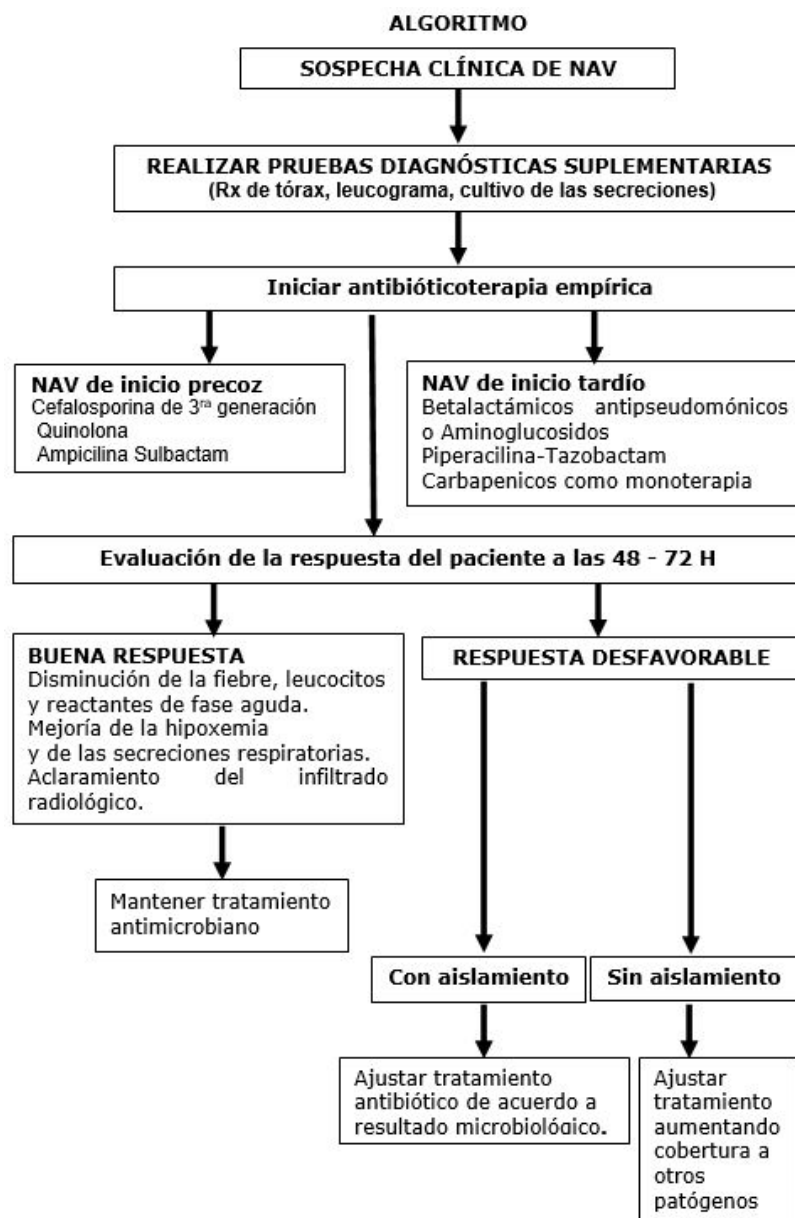 ALGORITMO
SOSPECHA CLÍNICA DE NAV
REALIZAR PRUEBAS DIAGNÓSTICAS SUPLEMENTARIAS
(Rx de tórax, leucograma, cultivo de las secreciones)
Iniciar antibióticoterapia empírica
NAV de inicio precoz
Cefalosporina de 3ra generación
Quinolona
Ampicilina Sulbactam
NAV de inicio tardío
Betalactámicos antipseudomónicos
o Aminoglucosidos
Piperacilina-Tazobactam
Carbapenicos como monoterapia
Evaluación de la respuesta del paciente a las 48 - 72 H
BUENA RESPUESTA
Disminución de la fiebre, leucocitos
y reactantes de fase aguda.
Mejoría de la hipoxemia
y de las secreciones respiratorias.
Aclaramiento del infiltrado
radiológico.
RESPUESTA DESFAVORABLE
Mantener tratamiento
antimicrobiano
Con aislamiento
Sin aislamiento
Ajustar tratamiento
antibiótico de acuerdo a
resultado microbiológico.
Ajustar
tratamiento
aumentando
cobertura a
otros
patógenos